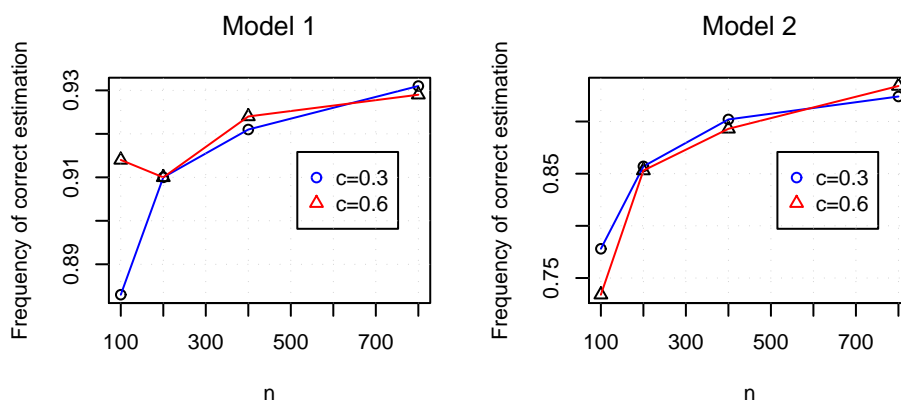 Model 1
Frequency of correct estimation
0.93
0.91
0.89
c=0.3
c=0.6
100
300
500
700
n
Model 2
Frequency of correct estimation
0.85
0.75
c=0.3
c=0.6
100
300
500
700
n